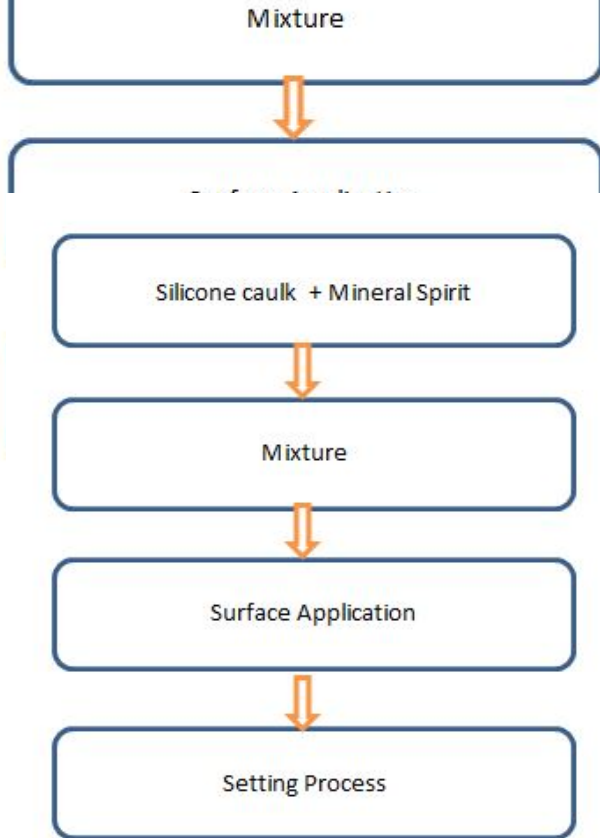 Mixture
Silicone caulk + Mineral Spirit
Mixture
Surface Application
Setting Process